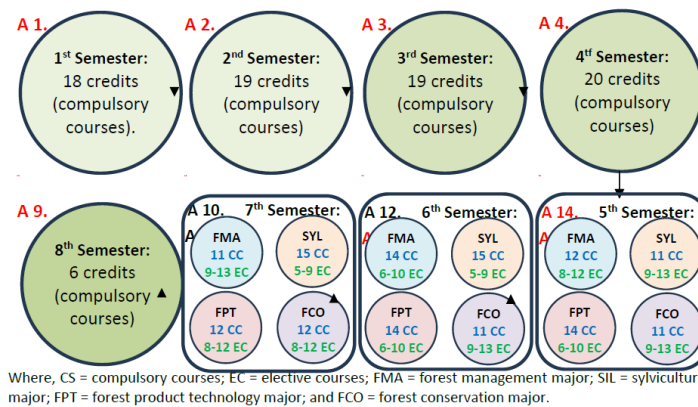 A 1.
1st Semester:
18 credits
(compulsory
courses).
A 2.
2nd Semester:
19 credits
(compulsory
courses)
A 3.
3rd Semester:
19 credits
(compulsory
courses)
A 4.
4tf Semester:
20 credits
(compulsory
courses)
A 9.
8th Semester:
6 credits
(compulsory
courses)
A 10. 7th Semester:
A
FMA
11 CC
9-13 EC
SYL
15 CC
5-9 EC
FPT
12 CC
8-12 EC
FCO
12 CC
8-12 EC
A 12. 6th Semester:
A
FMA
14 CC
6-10 EC
SYL
15 CC
5-9 EC
FPT
14 CC
6-10 EC
FCO
11 CC
9-13 EC
A 14. 5th Semester:
A
FMA
12 CC
8-12 EC
SYL
14 CC
6-10 EC
FPT
14 CC
6-10 EC
FCO
11 CC
9-13 EC
Where, CS = compulsory courses; EC = elective courses; FMA = forest management major; SIL = sylvicultur
major; FPT = forest product technology major; and FCO = forest conservation major.